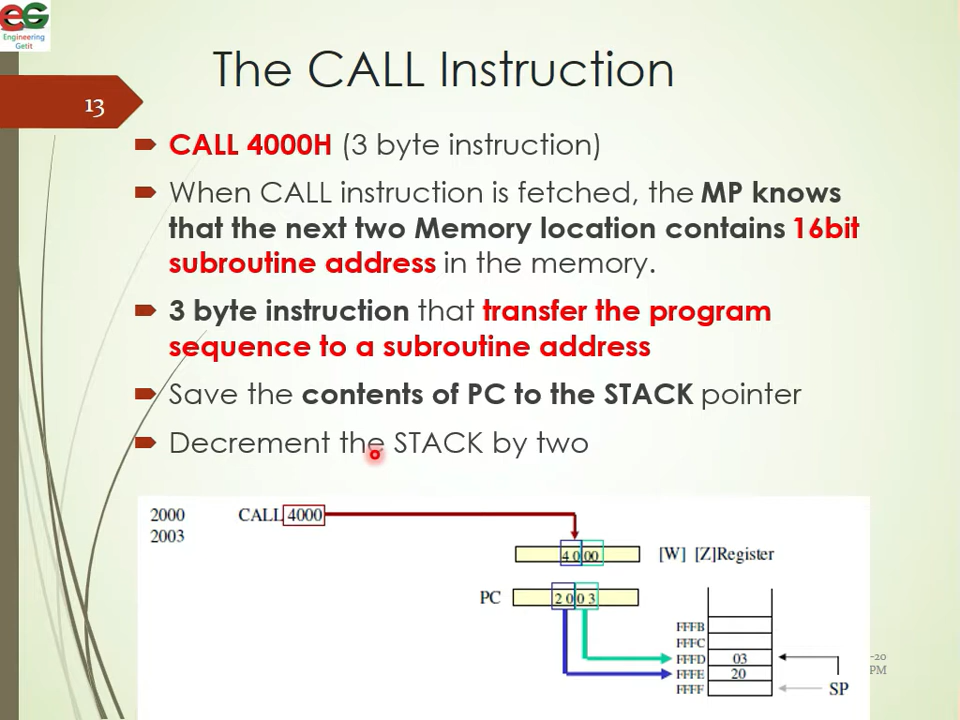 EG
Engineering
Getit
The CALL Instruction
13
CALL 4000H (3 byte instruction)
When CALL instruction is fetched, the MP knows
that the next two Memory location contains 16bit
subroutine address in the memory.
3 byte instruction that transfer the program
sequence to a subroutine address
Save the contents of PC to the STACK pointer
Decrement the STACK by two
2000 CALL 4000
2003
4000 [W] [Z]Register
PC 2003
FFFB
FFFC
FFFD 03
FFFE 20
FFFF SP
-20
PM